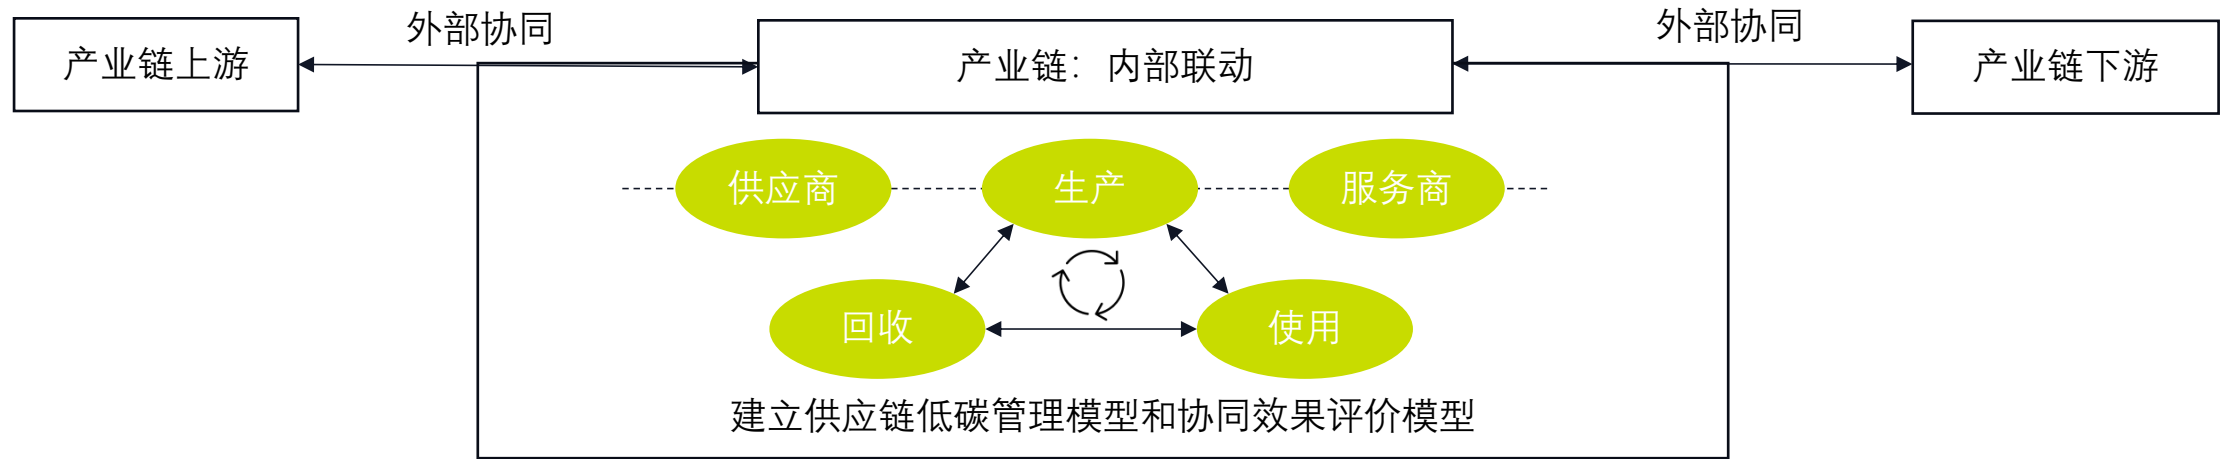 外部协同
外部协同
产业链上游
产业链：内部联动
产业链下游
供应商
生产
服务商
回收
使用
建立供应链低碳管理模型和协同效果评价模型